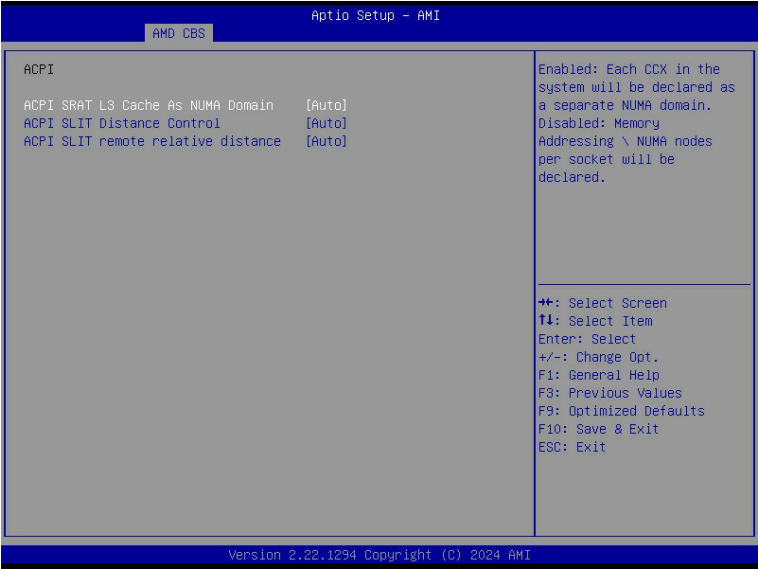 Aptio Setup – AMI
AMD CBS
ACPI
ACPI SRAT L3 Cache As NUMA Domain [Auto]
ACPI SLIT Distance Control [Auto]
ACPI SLIT remote relative distance [Auto]
Enabled: Each CCX in the
system will be declared as
a separate NUMA domain.
Disabled: Memory
Addressing \ NUMA nodes
per socket will be
declared.
→←: Select Screen
↑↓: Select Item
Enter: Select
+/-: Change Opt.
F1: General Help
F3: Previous Values
F9: Optimized Defaults
F10: Save & Exit
ESC: Exit
Version 2.22.1294 Copyright (C) 2024 AMI